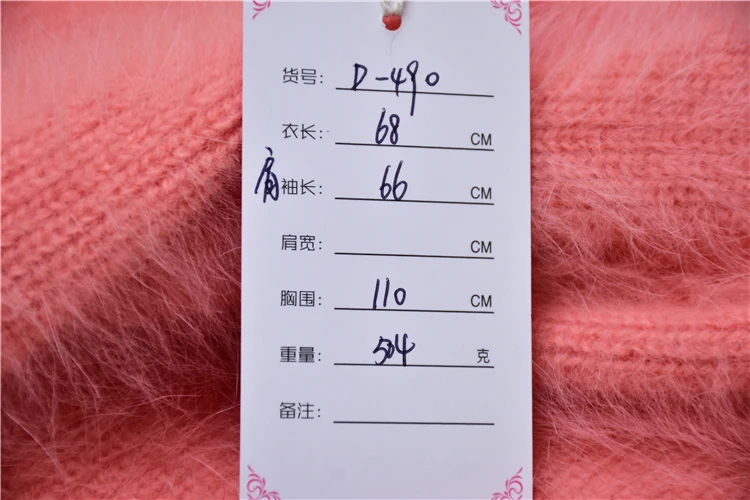 货号: D-490
衣长: 68 CM
肩袖长: 66 CM
肩宽: CM
胸围: 110 CM
重量: 504 克
备注: